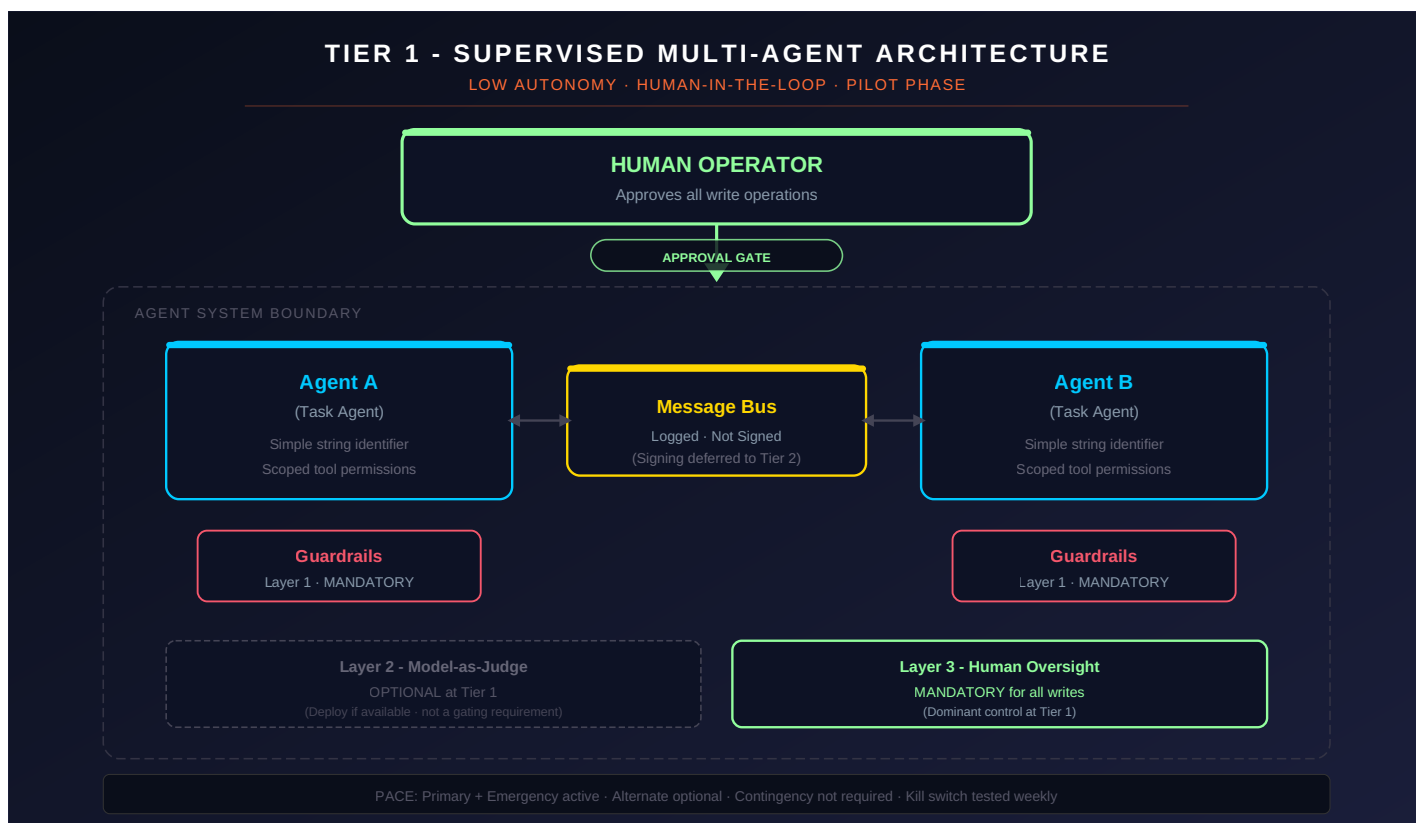 TIER 1 - SUPERVISED MULTI-AGENT ARCHITECTURE
LOW AUTONOMY · HUMAN-IN-THE-LOOP · PILOT PHASE
HUMAN OPERATOR
Approves all write operations
APPROVAL GATE
AGENT SYSTEM BOUNDARY
Agent A
(Task Agent)
Simple string identifier
Scoped tool permissions
Message Bus
Logged · Not Signed
(Signing deferred to Tier 2)
Agent B
(Task Agent)
Simple string identifier
Scoped tool permissions
Guardrails
Layer 1 · MANDATORY
Guardrails
Layer 1 · MANDATORY
Layer 2 - Model-as-Judge
OPTIONAL at Tier 1
(Deploy if available · not a gating requirement)
Layer 3 - Human Oversight
MANDATORY for all writes
(Dominant control at Tier 1)
PACE: Primary + Emergency active · Alternate optional · Contingency not required · Kill switch tested weekly